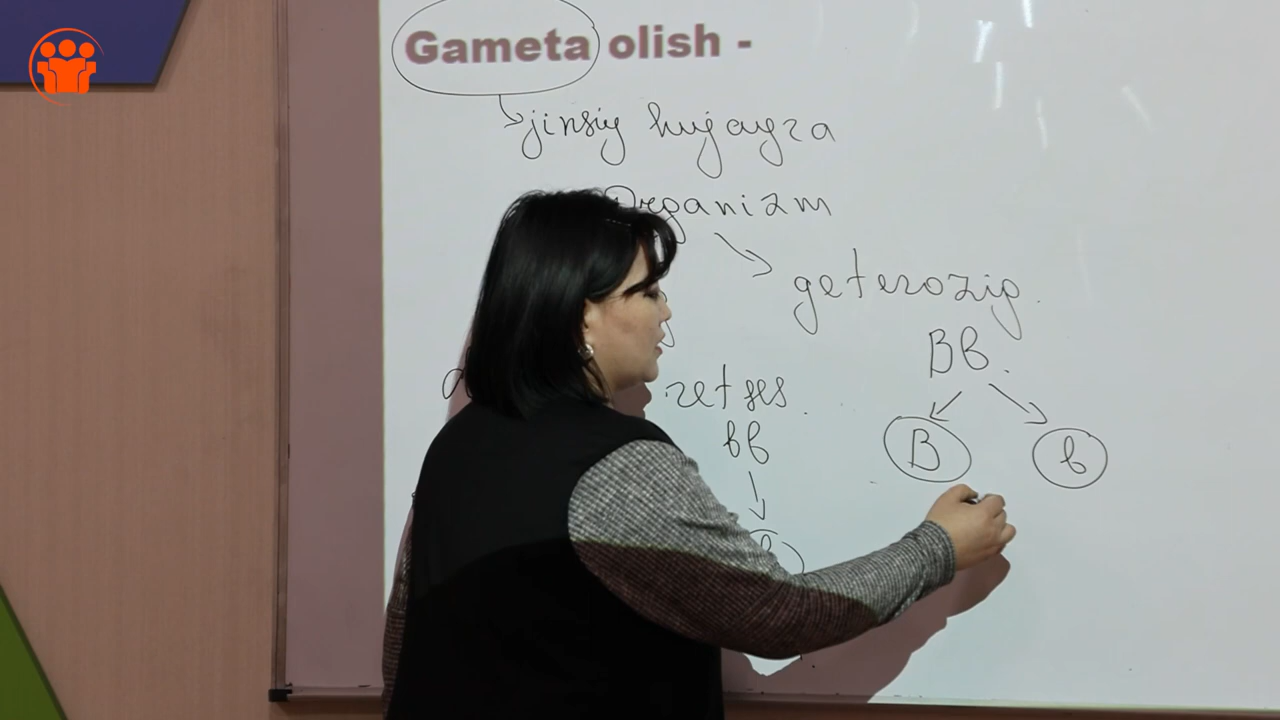 Gameta olish -
jinsiy hujayra
Organizm
geterozig.
Bb.
B b
retses.
bb